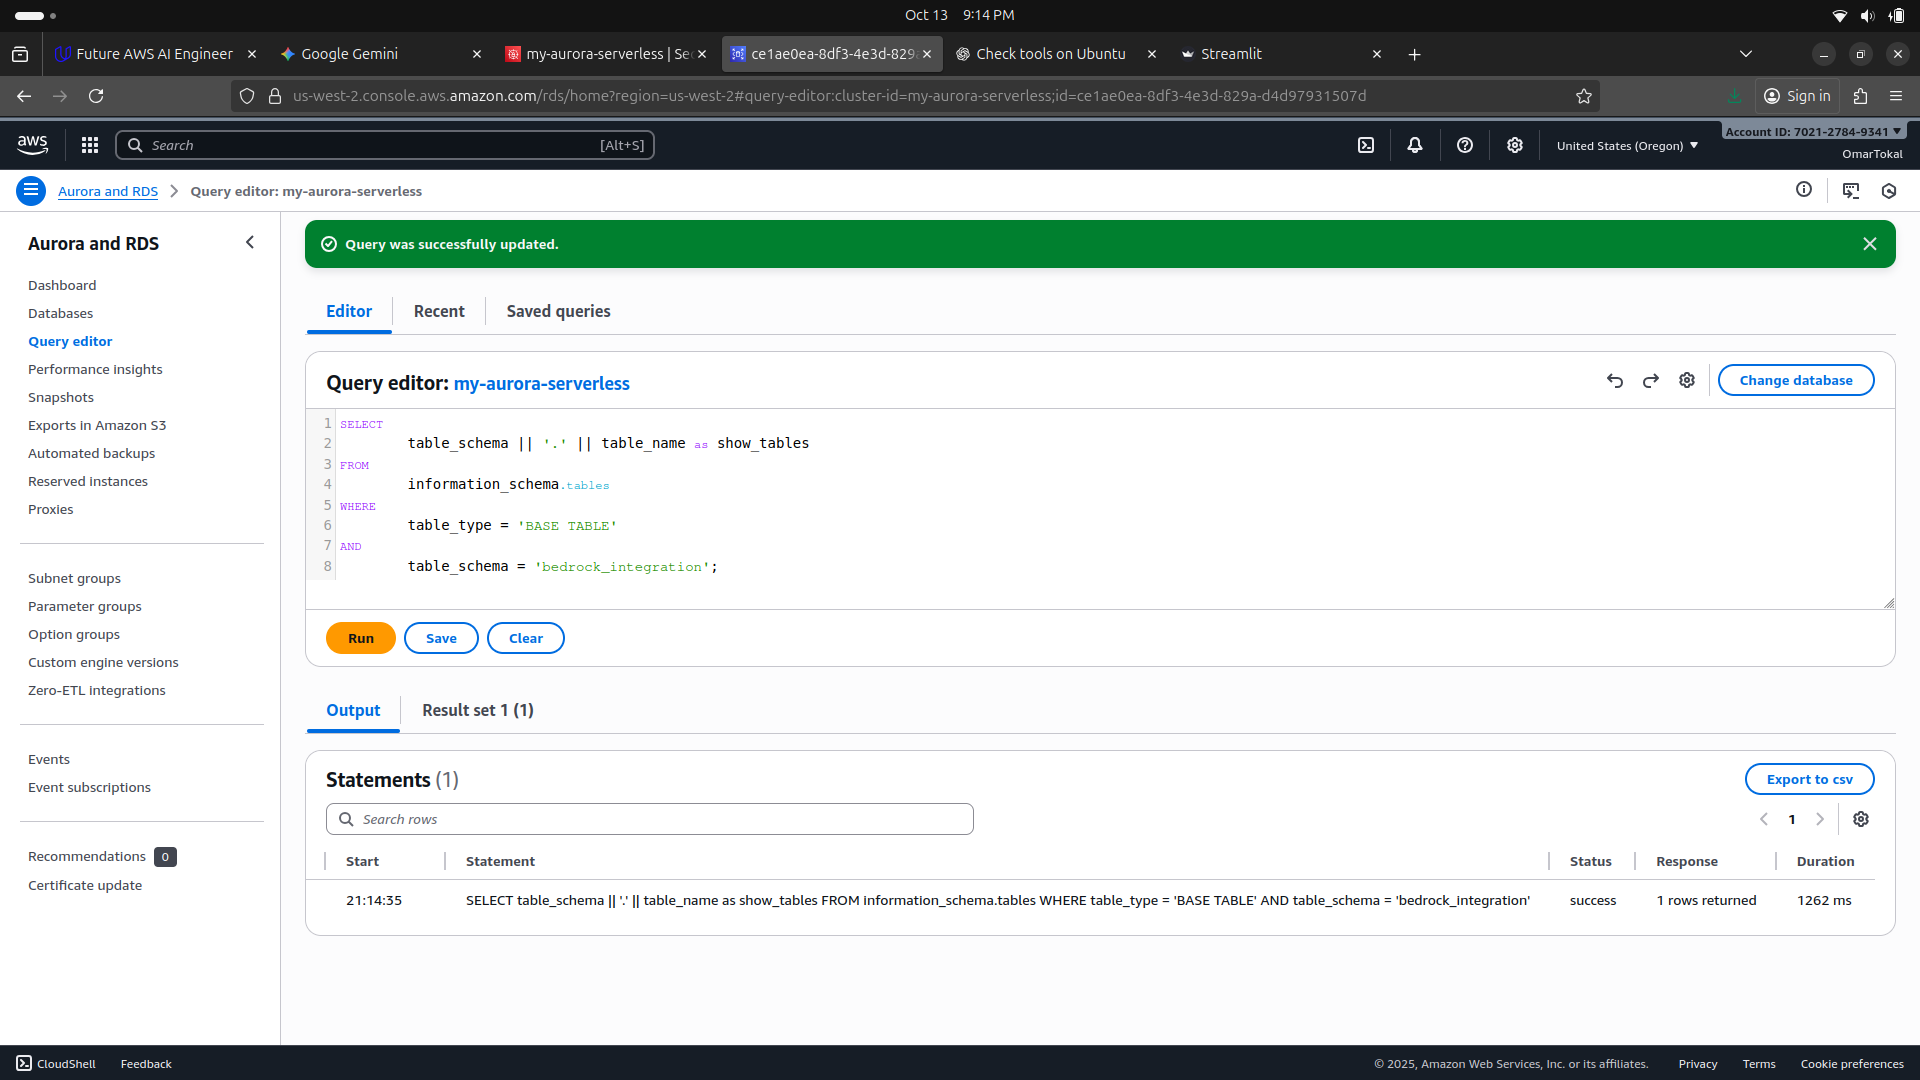 Oct 13 9:14 PM
Future AWS AI Engineer
Google Gemini
my-aurora-serverless | Sec
ce1ae0ea-8df3-4e3d-829a
Check tools on Ubuntu
Streamlit
us-west-2.console.aws.amazon.com/rds/home?region=us-west-2#query-editor:cluster-id=my-aurora-serverless;id=ce1ae0ea-8df3-4e3d-829a-d4d97931507d
Sign in
aws
Search
[Alt+S]
United States (Oregon)
Account ID: 7021-2784-9341
OmarTokal
Aurora and RDS
Query editor: my-aurora-serverless
Aurora and RDS
Dashboard
Databases
Query editor
Performance insights
Snapshots
Exports in Amazon S3
Automated backups
Reserved instances
Proxies
Subnet groups
Parameter groups
Option groups
Custom engine versions
Zero-ETL integrations
Events
Event subscriptions
Recommendations 0
Certificate update
Query was successfully updated.
Editor
Recent
Saved queries
Query editor: my-aurora-serverless
Change database
1 SELECT
2 table_schema || '.' || table_name as show_tables
3 FROM
4 information_schema.tables
5 WHERE
6 table_type = 'BASE TABLE'
7 AND
8 table_schema = 'bedrock_integration';
Run
Save
Clear
Output
Result set 1 (1)
Statements (1)
Export to csv
Search rows
1
Start Statement Status Response Duration
21:14:35 SELECT table_schema || '.' || table_name as show_tables FROM information_schema.tables WHERE table_type = 'BASE TABLE' AND table_schema = 'bedrock_integration' success 1 rows returned 1262 ms
CloudShell
Feedback
© 2025, Amazon Web Services, Inc. or its affiliates.
Privacy
Terms
Cookie preferences